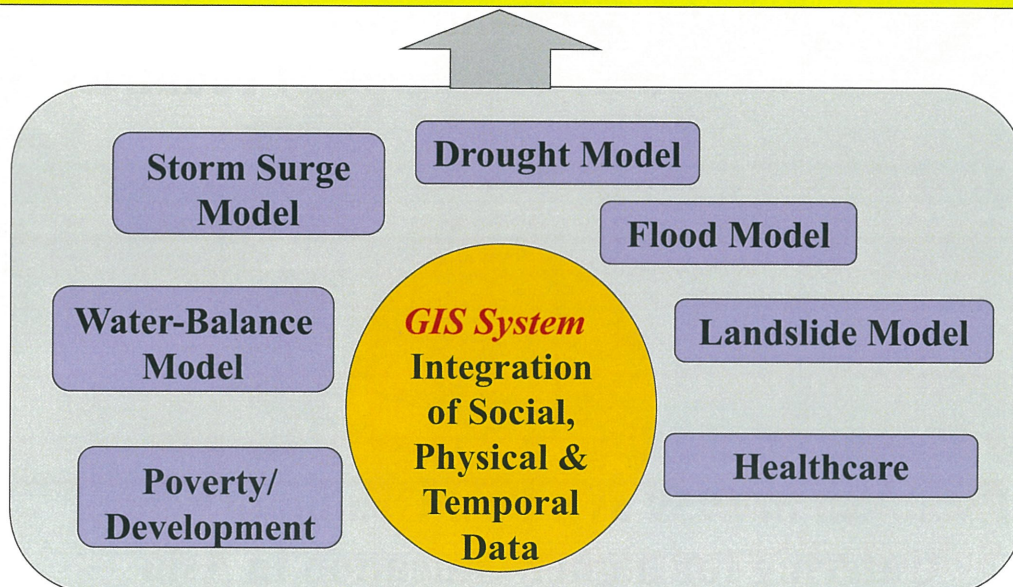 Storm Surge
Model
Drought Model
Flood Model
Water-Balance
Model
GIS System
Integration
of Social,
Physical &
Temporal
Data
Landslide Model
Poverty/
Development
Healthcare